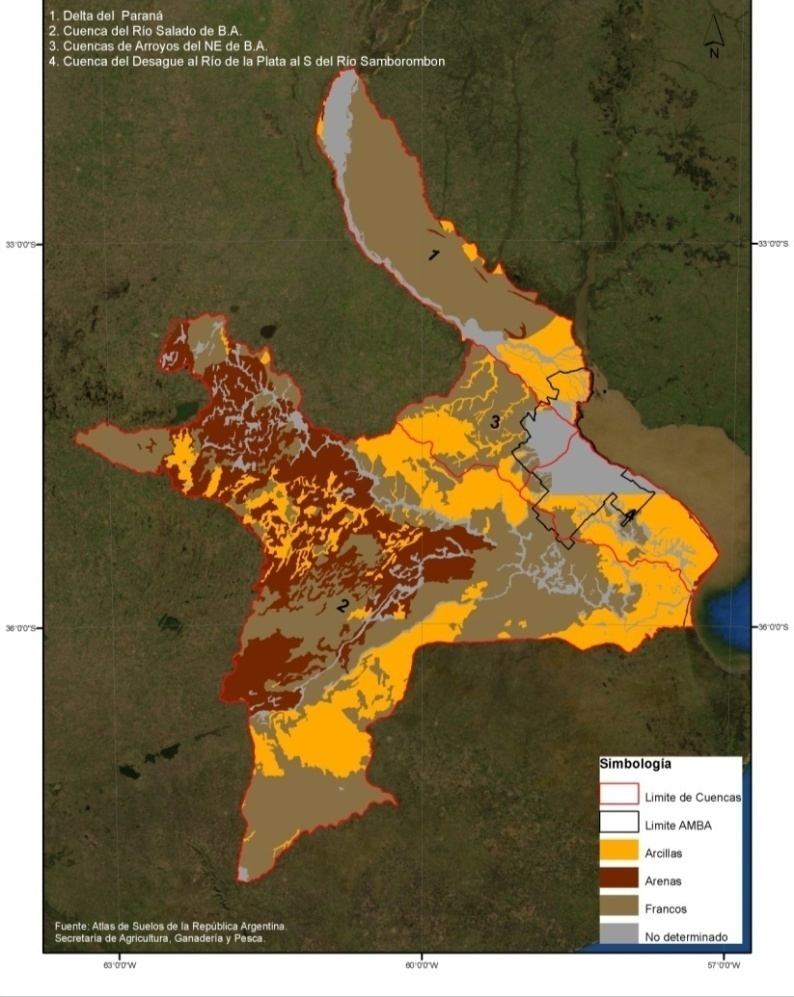 1. Delta del Paraná
2. Cuenca del Río Salado de B.A.
3. Cuencas de Arroyos del NE de B.A.
4. Cuenca del Desague al Río de la Plata al S del Río Samborombon
N
33°0'0"S
33°0'0"S
1
3
4
2
36°0'0"S
36°0'0"S
Simbología
Limite de Cuencas
Limite AMBA
Arcillas
Arenas
Francos
No determinado
Fuente: Atlas de Suelos de la República Argentina.
Secretaría de Agricultura, Ganadería y Pesca.
63°0'0"W
60°0'0"W
57°0'0"W